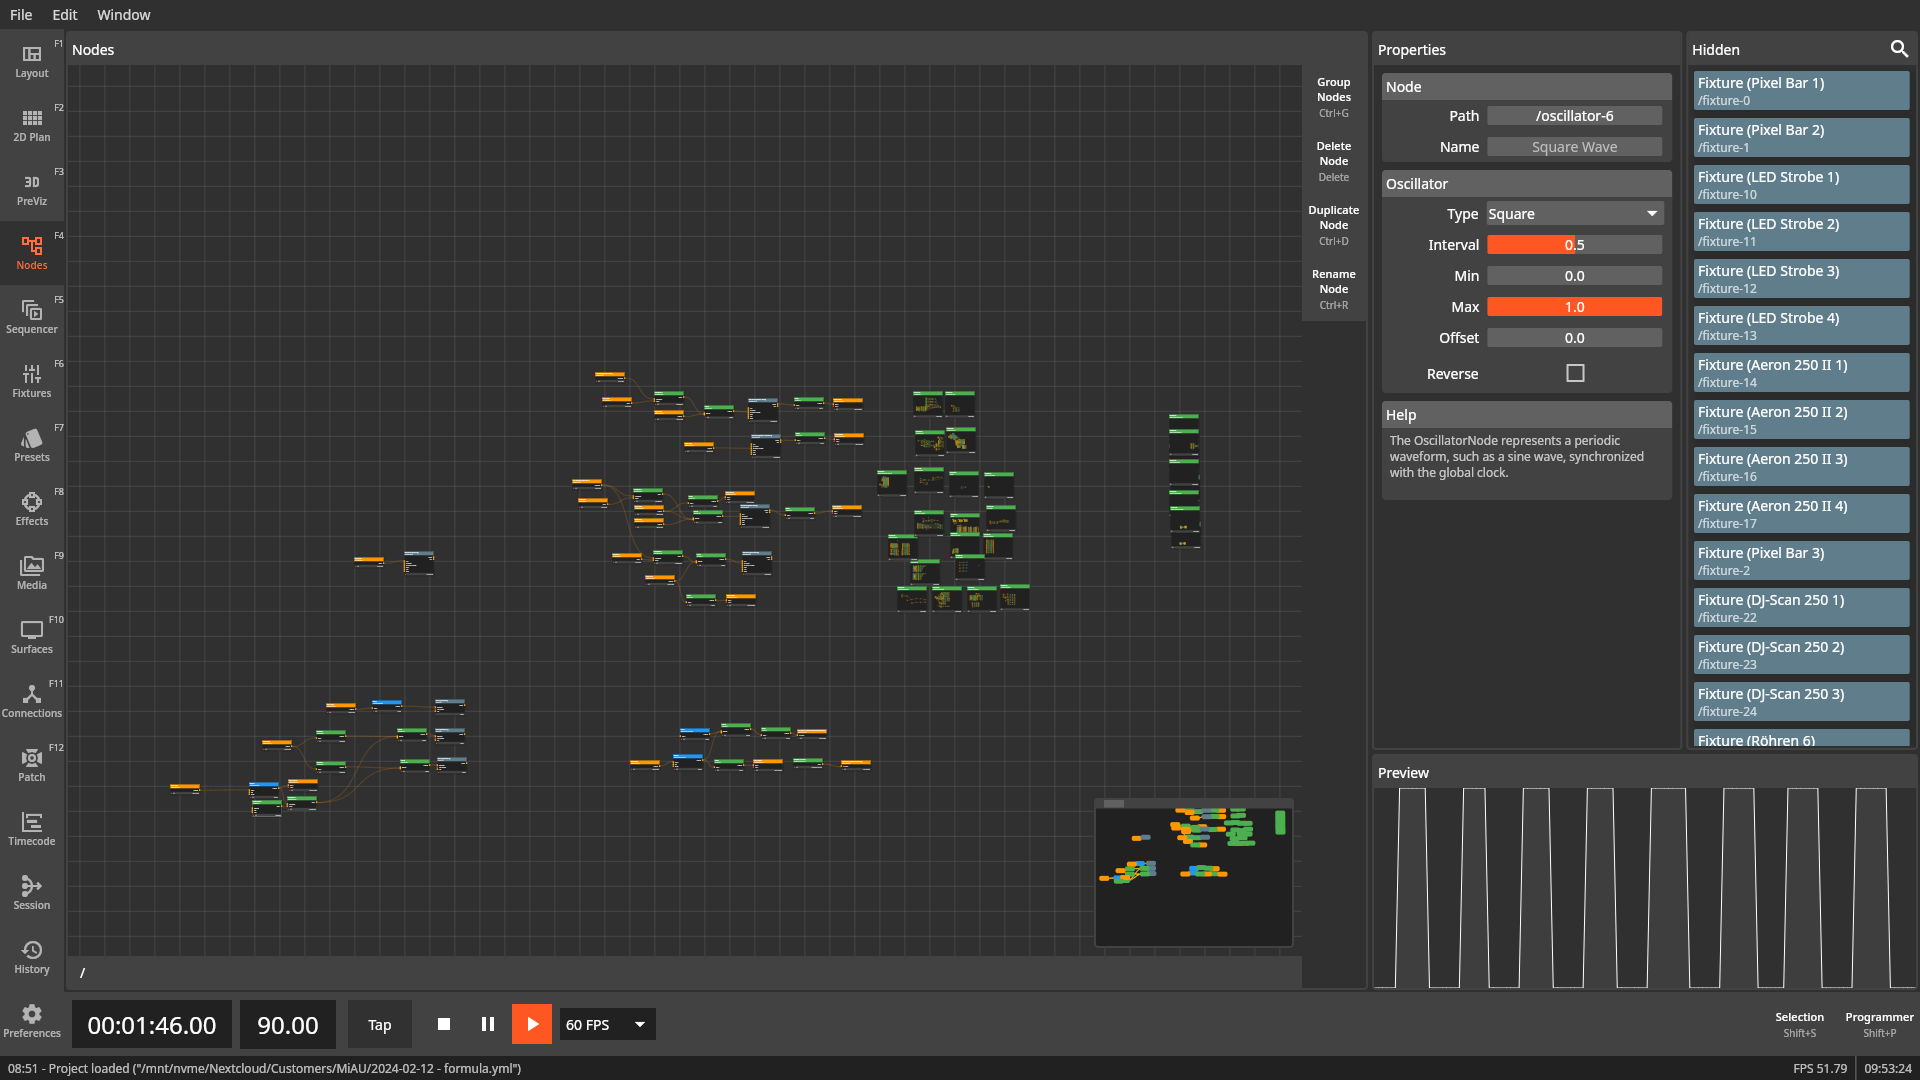 File Edit Window
F1
Layout
F2
2D Plan
F3
3D
PreViz
F4
Nodes
F5
Sequencer
F6
Fixtures
F7
Presets
F8
Effects
F9
Media
F10
Surfaces
F11
Connections
F12
Patch
Timecode
Session
History
Preferences
Nodes
Group
Nodes
Ctrl+G
Delete
Node
Delete
Duplicate
Node
Ctrl+D
Rename
Node
Ctrl+R
/
Properties
Node
Path /oscillator-6
Name Square Wave
Oscillator
Type Square
Interval 0.5
Min 0.0
Max 1.0
Offset 0.0
Reverse
Help
The OscillatorNode represents a periodic
waveform, such as a sine wave, synchronized
with the global clock.
Hidden
Fixture (Pixel Bar 1)
/fixture-0
Fixture (Pixel Bar 2)
/fixture-1
Fixture (LED Strobe 1)
/fixture-10
Fixture (LED Strobe 2)
/fixture-11
Fixture (LED Strobe 3)
/fixture-12
Fixture (LED Strobe 4)
/fixture-13
Fixture (Aeron 250 II 1)
/fixture-14
Fixture (Aeron 250 II 2)
/fixture-15
Fixture (Aeron 250 II 3)
/fixture-16
Fixture (Aeron 250 II 4)
/fixture-17
Fixture (Pixel Bar 3)
/fixture-2
Fixture (DJ-Scan 250 1)
/fixture-22
Fixture (DJ-Scan 250 2)
/fixture-23
Fixture (DJ-Scan 250 3)
/fixture-24
Fixture (Röhren 6)
Preview
00:01:46.00 90.00 Tap 60 FPS
Selection
Shift+S
Programmer
Shift+P
08:51 - Project loaded ("/mnt/nvme/Nextcloud/Customers/MiAU/2024-02-12 - formula.yml")
FPS 51.79 09:53:24